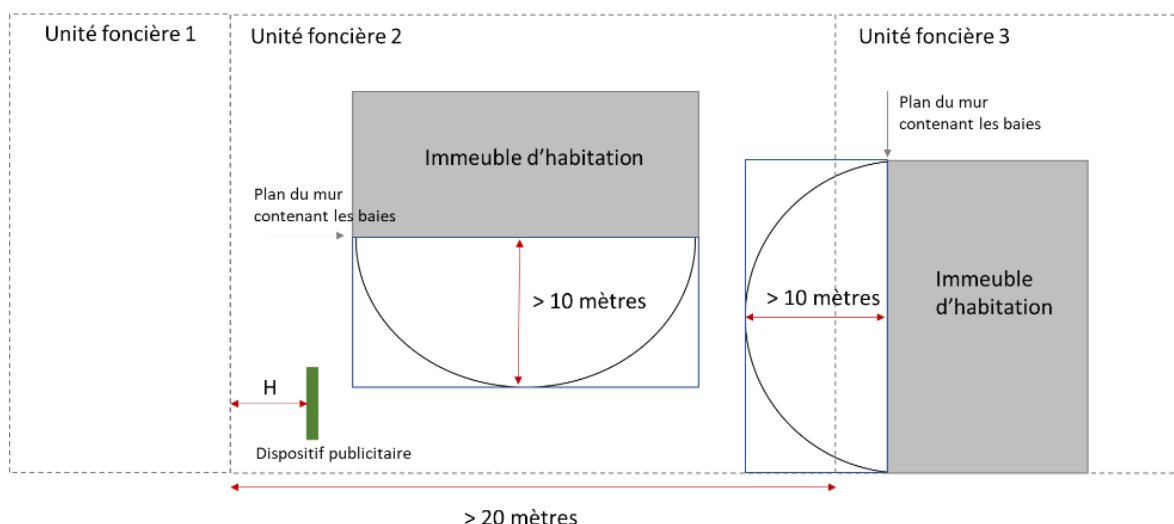 Unité foncière 1
Unité foncière 2
Unité foncière 3
Plan du mur
contenant les baies
Immeuble d'habitation
Plan du mur
contenant les baies
> 10 mètres
> 10 mètres
Immeuble
d'habitation
H
Dispositif publicitaire
> 20 mètres